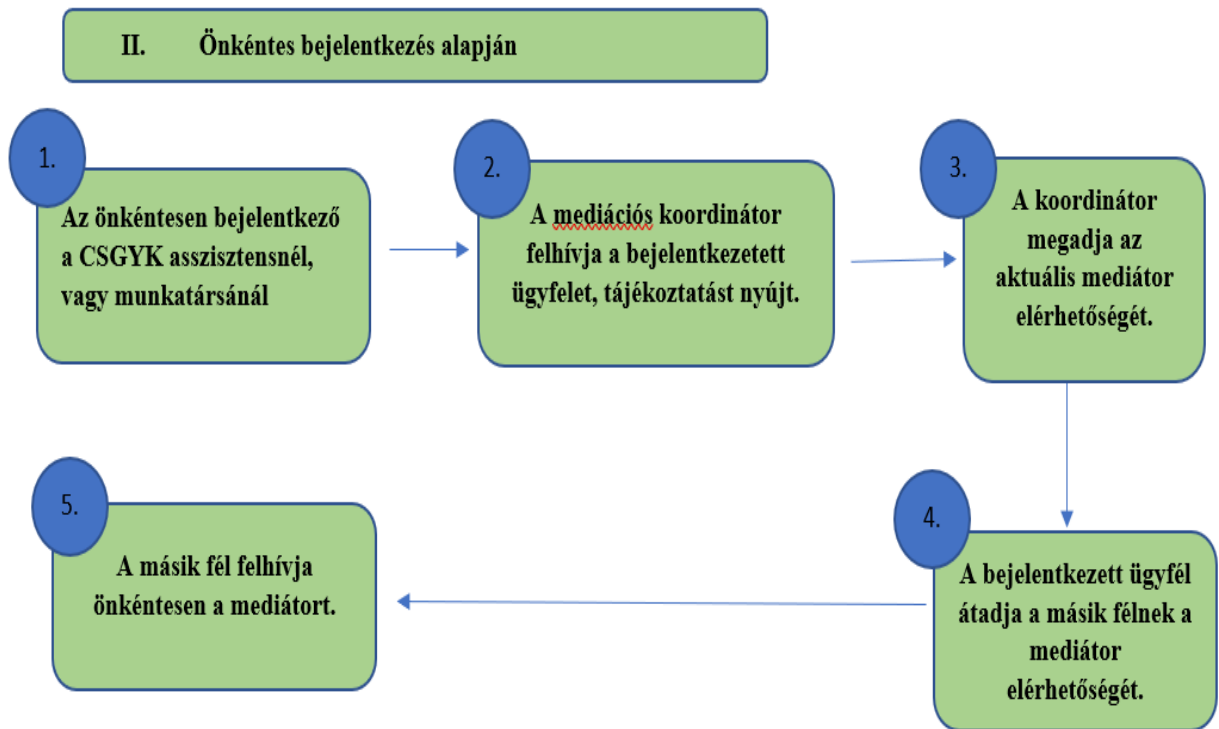 II. Önkéntes bejelentkezés alapján
1.
Az önkéntesen bejelentkező
a CSGYK asszisztensnél,
vagy munkatársánál
2.
A mediációs koordinátor
felhívja a bejelentkezetett
ügyfelet, tájékoztatást nyújt.
3.
A koordinátor
megadja az
aktuális mediátor
elérhetőségét.
4.
A bejelentkezett ügyfél
átadja a másik félnek a
mediátor
elérhetőségét.
5.
A másik fél felhívja
önkéntesen a mediátort.